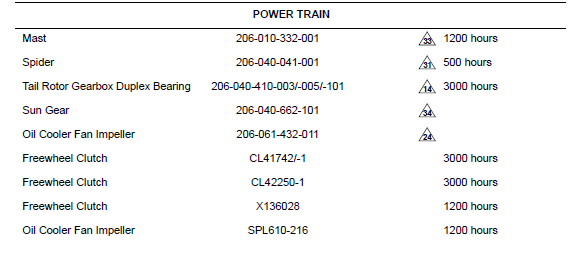 POWER TRAIN
Mast 206-010-332-001 33 1200 hours
Spider 206-040-041-001 31 500 hours
Tail Rotor Gearbox Duplex Bearing 206-040-410-003/-005/-101 14 3000 hours
Sun Gear 206-040-662-101 34
Oil Cooler Fan Impeller 206-061-432-011 24
Freewheel Clutch CL41742/-1 3000 hours
Freewheel Clutch CL42250-1 3000 hours
Freewheel Clutch X136028 1200 hours
Oil Cooler Fan Impeller SPL610-216 1200 hours